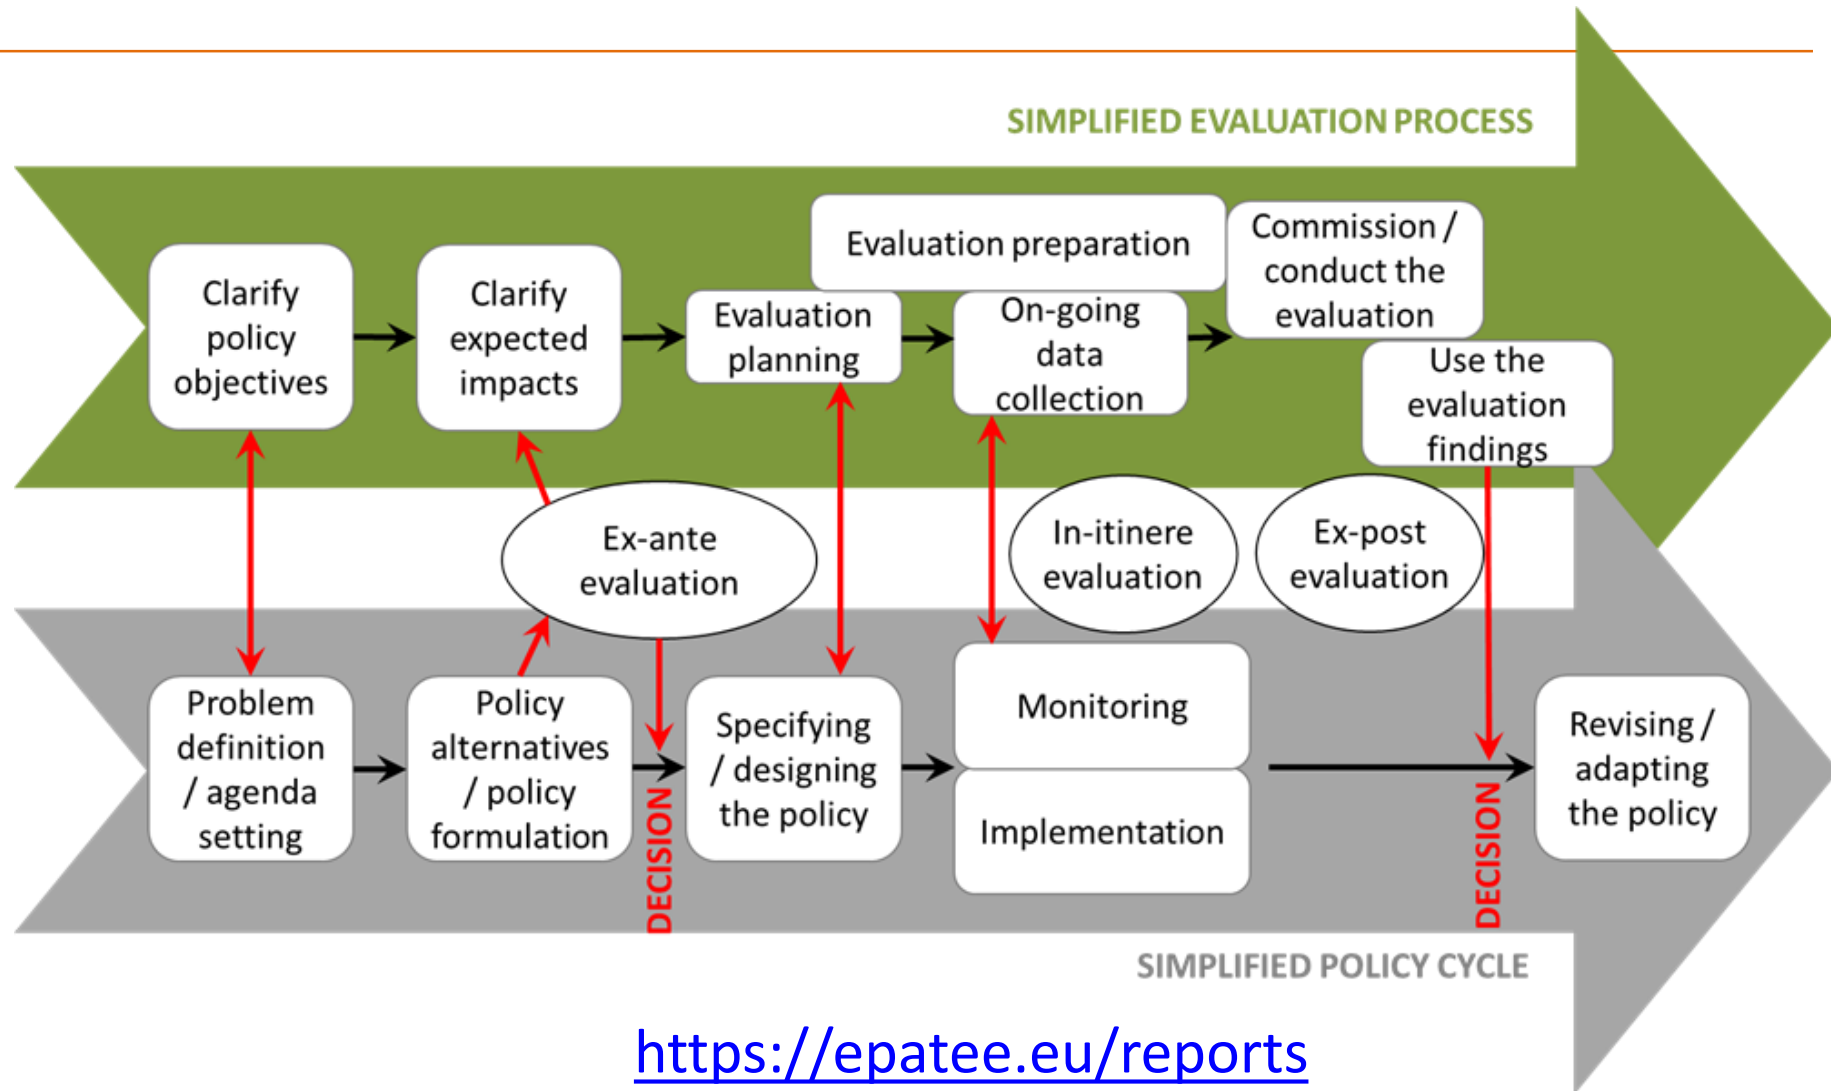 SIMPLIFIED EVALUATION PROCESS
Clarify
policy
objectives
Clarify
expected
impacts
Evaluation
planning
Evaluation preparation
On-going
data
collection
Commission /
conduct the
evaluation
Use the
evaluation
findings
Ex-ante
evaluation
In-itinere
evaluation
Ex-post
evaluation
Problem
definition
/ agenda
setting
Policy
alternatives
/ policy
formulation
DECISION
Specifying
/ designing
the policy
Monitoring
Implementation
DECISION
Revising /
adapting
the policy
SIMPLIFIED POLICY CYCLE
https://epatee.eu/reports